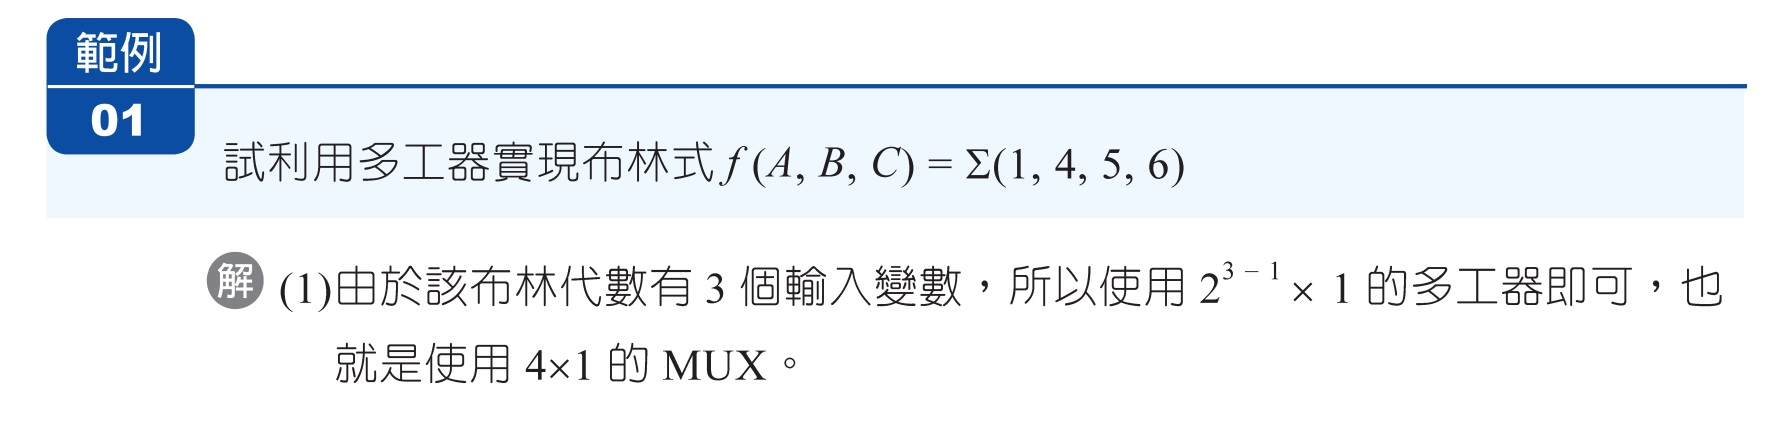 範例
01
試利用多工器實現布林式 f (A, B, C) = Σ(1, 4, 5, 6)
解 (1)由於該布林代數有 3 個輸入變數，所以使用 2³⁻¹ × 1 的多工器即可，也
就是使用 4×1 的 MUX。